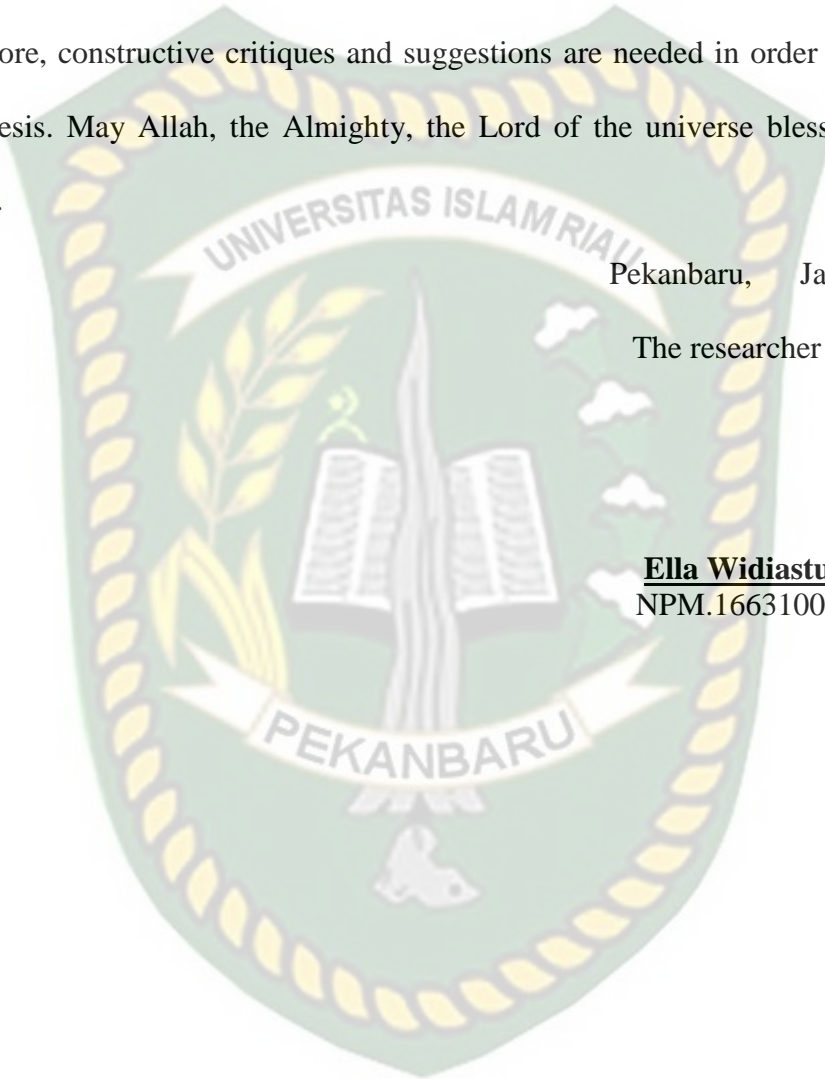 ore, constructive critiques and suggestions are needed in order
esis. May Allah, the Almighty, the Lord of the universe bless
.
UNIVERSITAS ISLAM RIAU
Pekanbaru, Ja
The researcher
Ella Widiastu
NPM.1663100
PEKANBARU